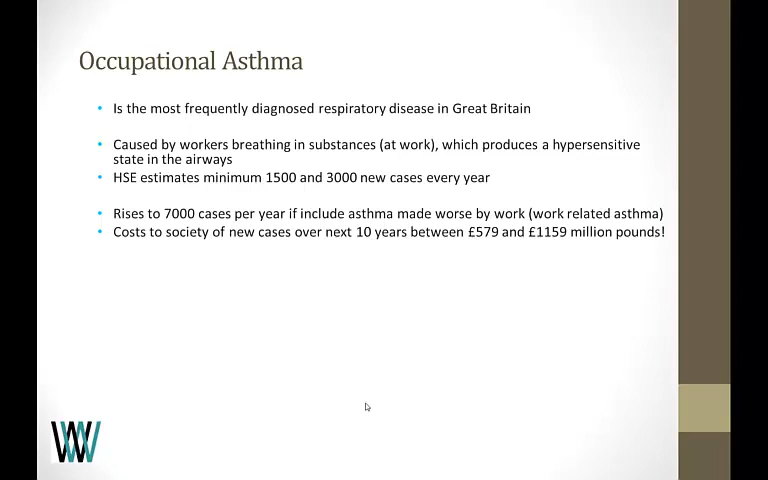 Occupational Asthma
• Is the most frequently diagnosed respiratory disease in Great Britain
• Caused by workers breathing in substances (at work), which produces a hypersensitive
state in the airways
• HSE estimates minimum 1500 and 3000 new cases every year
• Rises to 7000 cases per year if include asthma made worse by work (work related asthma)
• Costs to society of new cases over next 10 years between £579 and £1159 million pounds!
W